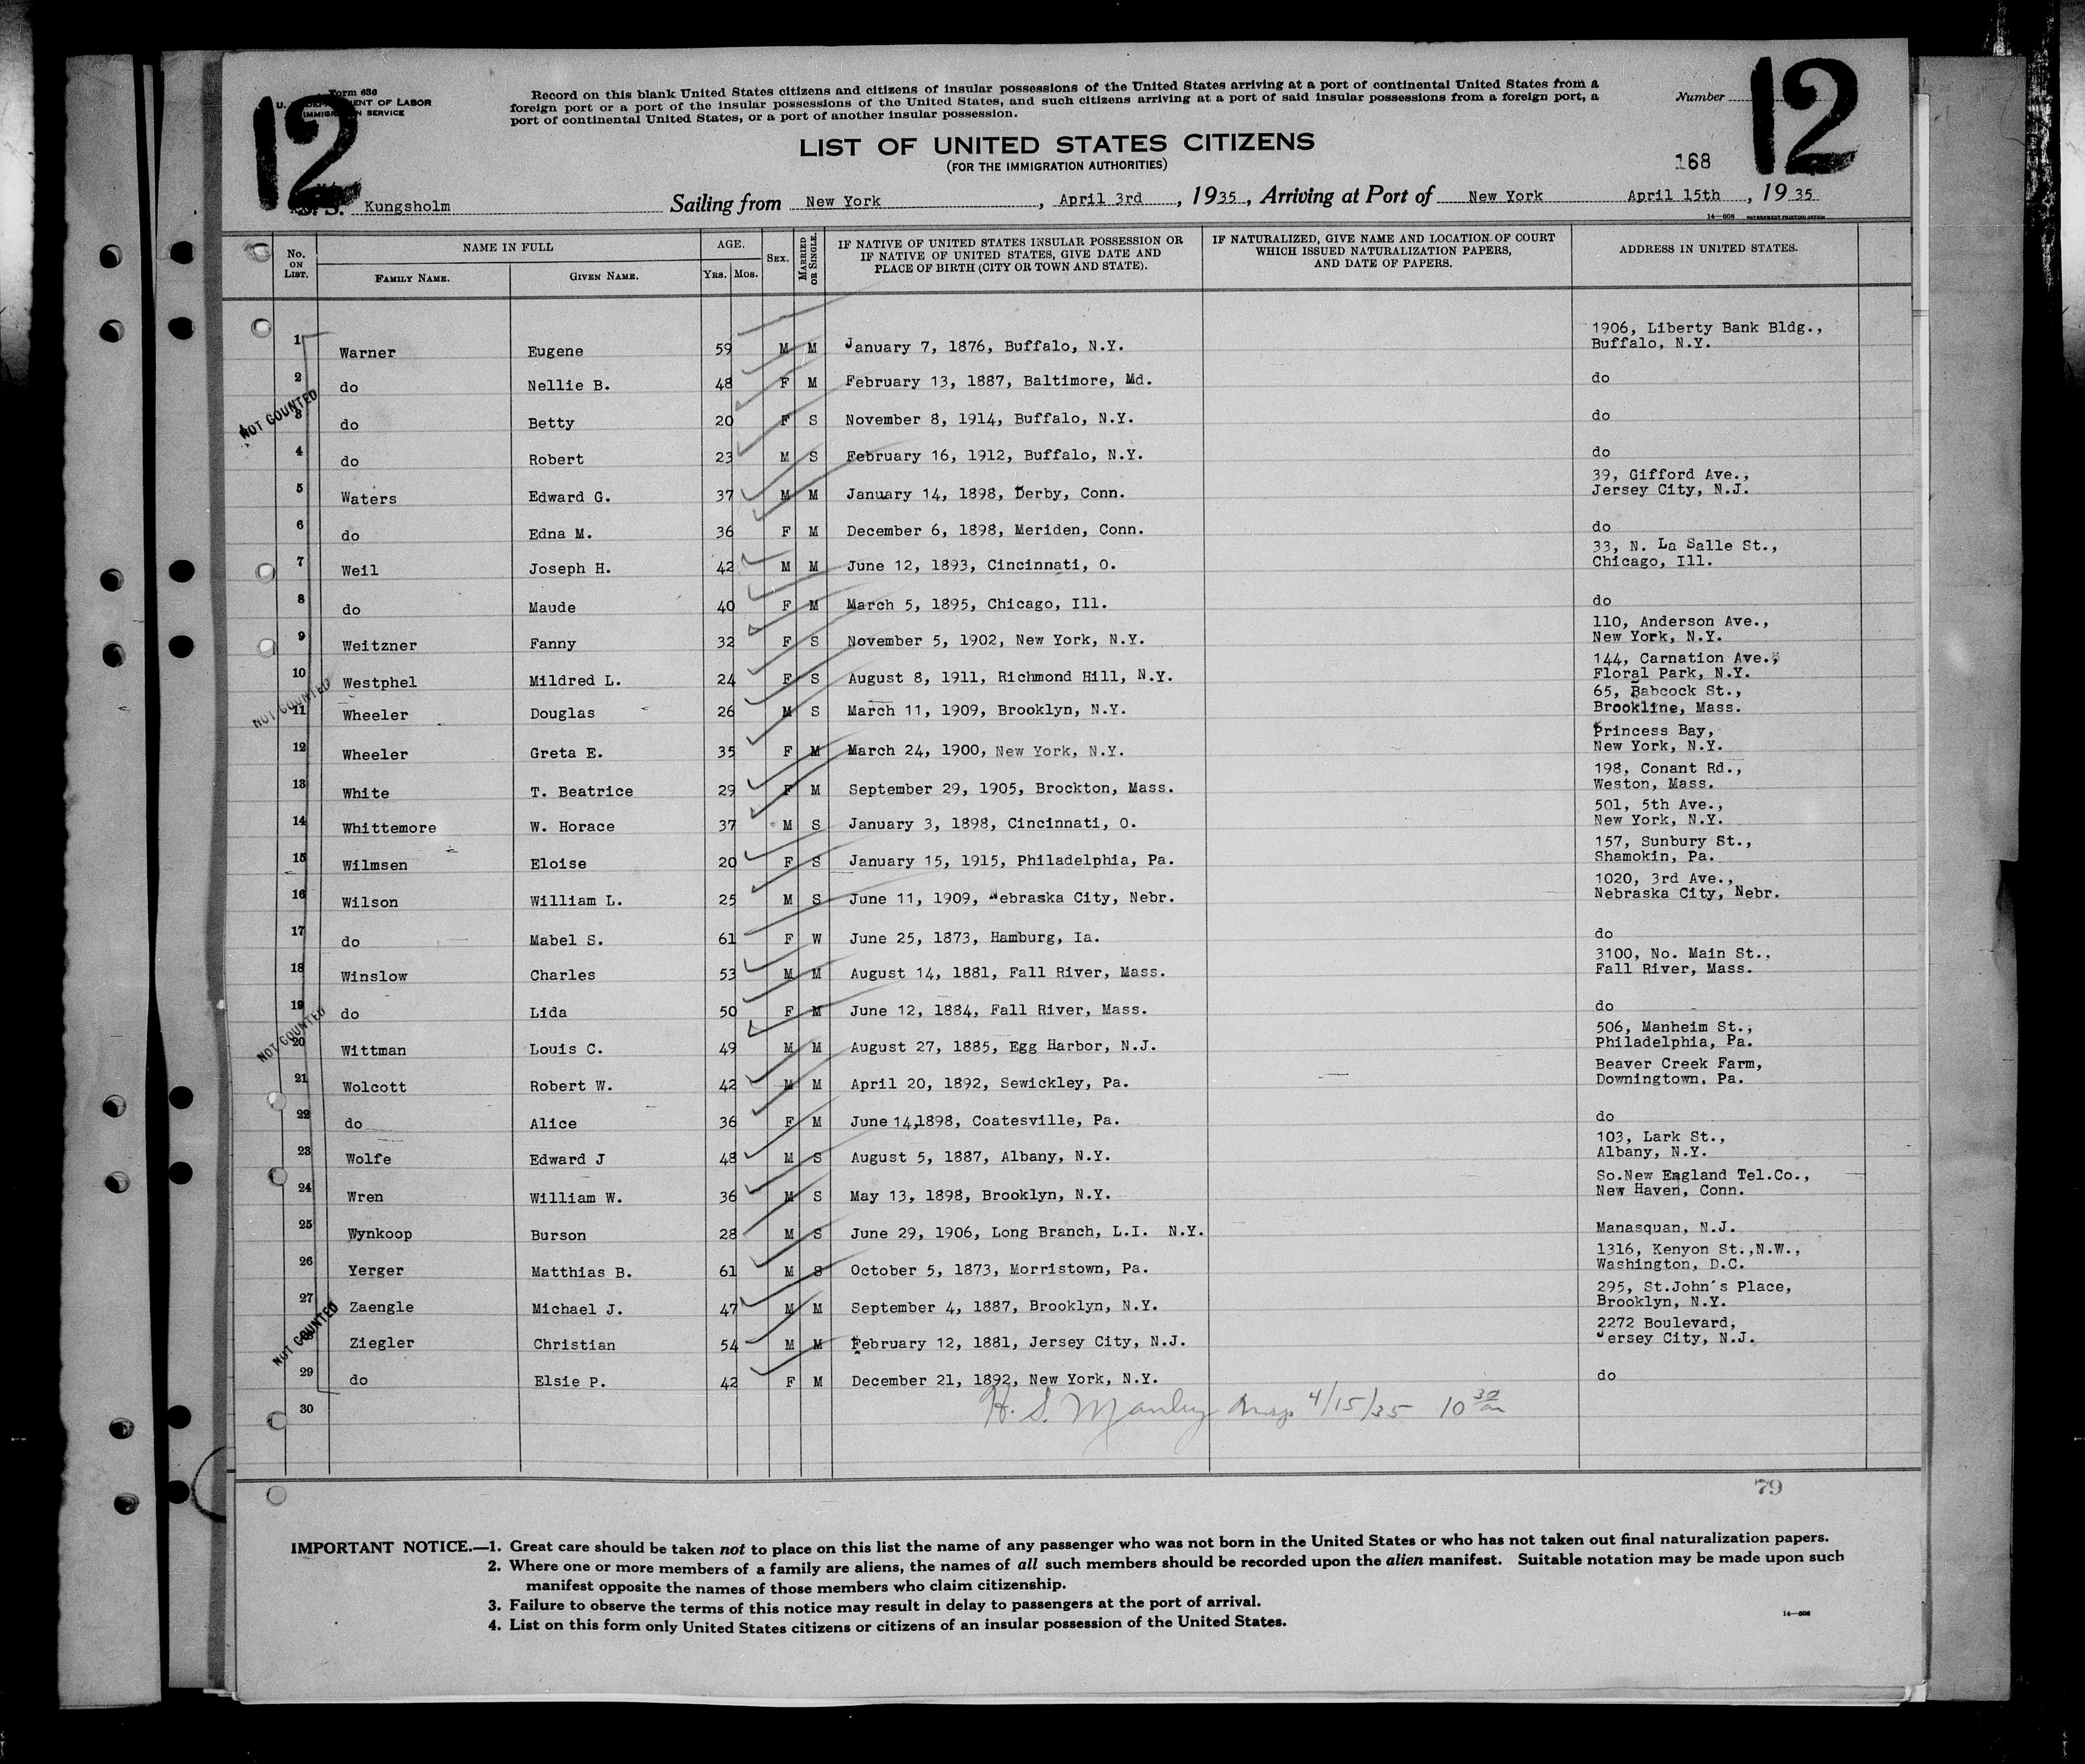 12
12
Form 630
U. DEPARTMENT OF LABOR
IMMIGRATION SERVICE
Record on this blank United States citizens and citizens of insular possessions of the United States arriving at a port of continental United States from a
foreign port or a port of the insular possessions of the United States, and such citizens arriving at a port of said insular possessions from a foreign port, a
port of continental United States, or a port of another insular possession.
Number
LIST OF UNITED STATES CITIZENS
(FOR THE IMMIGRATION AUTHORITIES)
168
S. Kungsholm Sailing from New York, April 3rd, 1935, Arriving at Port of New York April 15th, 1935
14—608 GOVERNMENT PRINTING OFFICE
No. ON LIST. NAME IN FULL AGE. SEX. MARRIED OR SINGLE. IF NATIVE OF UNITED STATES INSULAR POSSESSION OR IF NATIVE OF UNITED STATES, GIVE DATE AND PLACE OF BIRTH (CITY OR TOWN AND STATE). IF NATURALIZED, GIVE NAME AND LOCATION OF COURT WHICH ISSUED NATURALIZATION PAPERS, AND DATE OF PAPERS. ADDRESS IN UNITED STATES.
FAMILY NAME. GIVEN NAME. YRS. MOS.
1 Warner Eugene 59 M M January 7, 1876, Buffalo, N.Y. 1906, Liberty Bank Bldg., Buffalo, N.Y.
2 do Nellie B. 48 F M February 13, 1887, Baltimore, Md. do
NOT COUNTED
3 do Betty 20 F S November 8, 1914, Buffalo, N.Y. do
4 do Robert 23 M S February 16, 1912, Buffalo, N.Y. do
5 Waters Edward G. 37 M M January 14, 1898, Derby, Conn. 39, Gifford Ave., Jersey City, N.J.
6 do Edna M. 36 F M December 6, 1898, Meriden, Conn. do
7 Weil Joseph H. 42 M M June 12, 1893, Cincinnati, O. 33, N. La Salle St., Chicago, Ill.
8 do Maude 40 F M March 5, 1895, Chicago, Ill. do
9 Weitzner Fanny 32 F S November 5, 1902, New York, N.Y. 110, Anderson Ave., New York, N.Y.
10 Westphel Mildred L. 24 F S August 8, 1911, Richmond Hill, N.Y. 144, Carnation Ave., Floral Park, N.Y.
NOT COUNTED
11 Wheeler Douglas 26 M S March 11, 1909, Brooklyn, N.Y. 65, Babcock St., Brookline, Mass.
12 Wheeler Greta E. 35 F M March 24, 1900, New York, N.Y. Princess Bay, New York, N.Y.
13 White T. Beatrice 29 F M September 29, 1905, Brockton, Mass. 198, Conant Rd., Weston, Mass.
14 Whittemore W. Horace 37 M S January 3, 1898, Cincinnati, O. 501, 5th Ave., New York, N.Y.
15 Wilmsen Eloise 20 F S January 15, 1915, Philadelphia, Pa. 157, Sunbury St., Shamokin, Pa.
16 Wilson William L. 25 M S June 11, 1909, Nebraska City, Nebr. 1020, 3rd Ave., Nebraska City, Nebr.
17 do Mabel S. 61 F W June 25, 1873, Hamburg, Ia. do
18 Winslow Charles 53 M M August 14, 1881, Fall River, Mass. 3100, No. Main St., Fall River, Mass.
19 do Lida 50 F M June 12, 1884, Fall River, Mass. do
NOT COUNTED
20 Wittman Louis C. 49 M M August 27, 1885, Egg Harbor, N.J. 506, Manheim St., Philadelphia, Pa.
21 Wolcott Robert W. 42 M M April 20, 1892, Sewickley, Pa. Beaver Creek Farm, Downingtown, Pa.
22 do Alice 36 F M June 14,1898, Coatesville, Pa. do
23 Wolfe Edward J 48 M S August 5, 1887, Albany, N.Y. 103, Lark St., Albany, N.Y.
24 Wren William W. 36 M S May 13, 1898, Brooklyn, N.Y. So.New England Tel.Co., New Haven, Conn.
25 Wynkoop Burson 28 M S June 29, 1906, Long Branch, L.I. N.Y. Manasquan, N.J.
26 Yerger Matthias B. 61 M S October 5, 1873, Morristown, Pa. 1316, Kenyon St.,N.W., Washington, D.C.
27 Zaengle Michael J. 47 M M September 4, 1887, Brooklyn, N.Y. 295, St.John's Place, Brooklyn, N.Y.
NOT COUNTED
28 Ziegler Christian 54 M M February 12, 1881, Jersey City, N.J. 2272 Boulevard, Jersey City, N.J.
29 do Elsie P. 42 F M December 21, 1892, New York, N.Y. do
30
H. S. Manley Insp 4/15/35 10 30 am
79
IMPORTANT NOTICE.—1. Great care should be taken not to place on this list the name of any passenger who was not born in the United States or who has not taken out final naturalization papers.
2. Where one or more members of a family are aliens, the names of all such members should be recorded upon the alien manifest. Suitable notation may be made upon such
manifest opposite the names of those members who claim citizenship.
3. Failure to observe the terms of this notice may result in delay to passengers at the port of arrival.
4. List on this form only United States citizens or citizens of an insular possession of the United States.
14—608